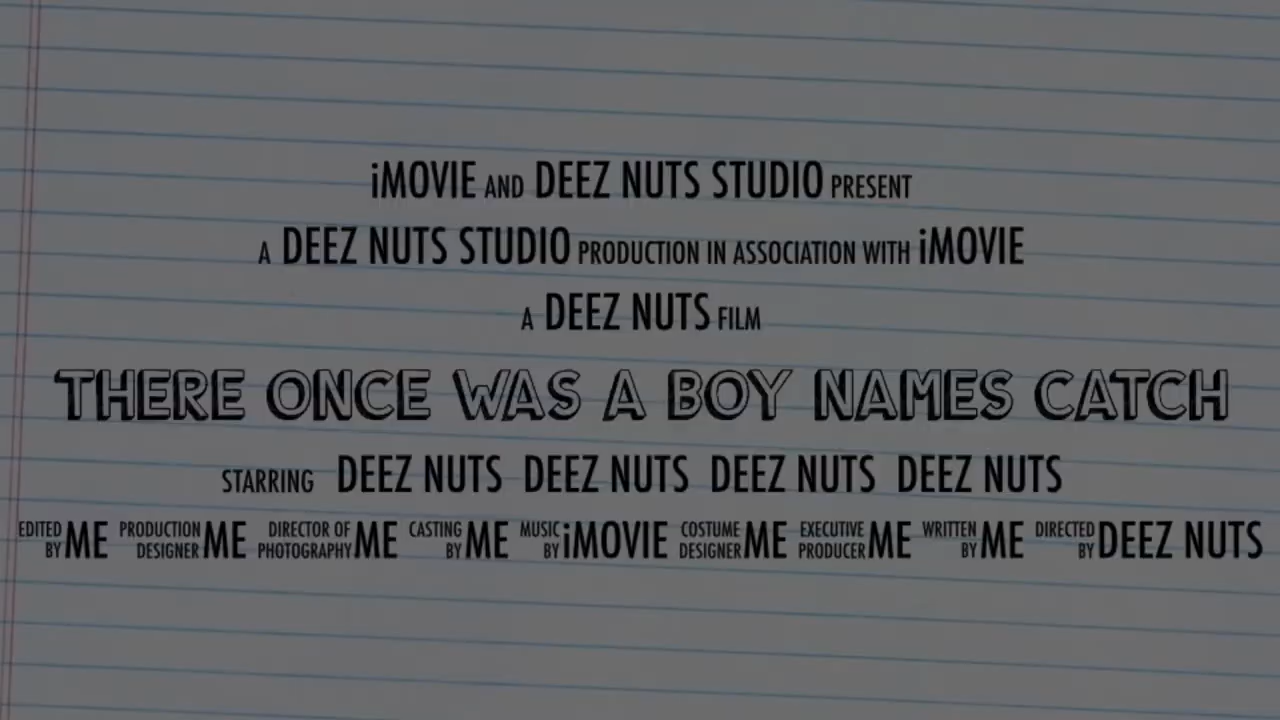 iMOVIE AND DEEZ NUTS STUDIO PRESENT
A DEEZ NUTS STUDIO PRODUCTION IN ASSOCIATION WITH iMOVIE
A DEEZ NUTS FILM
THERE ONCE WAS A BOY NAMES CATCH
STARRING DEEZ NUTS DEEZ NUTS DEEZ NUTS DEEZ NUTS
EDITED BY ME PRODUCTION DESIGNER ME DIRECTOR OF PHOTOGRAPHY ME CASTING BY ME MUSIC BY iMOVIE COSTUME DESIGNER ME EXECUTIVE PRODUCER ME WRITTEN BY ME DIRECTED BY DEEZ NUTS